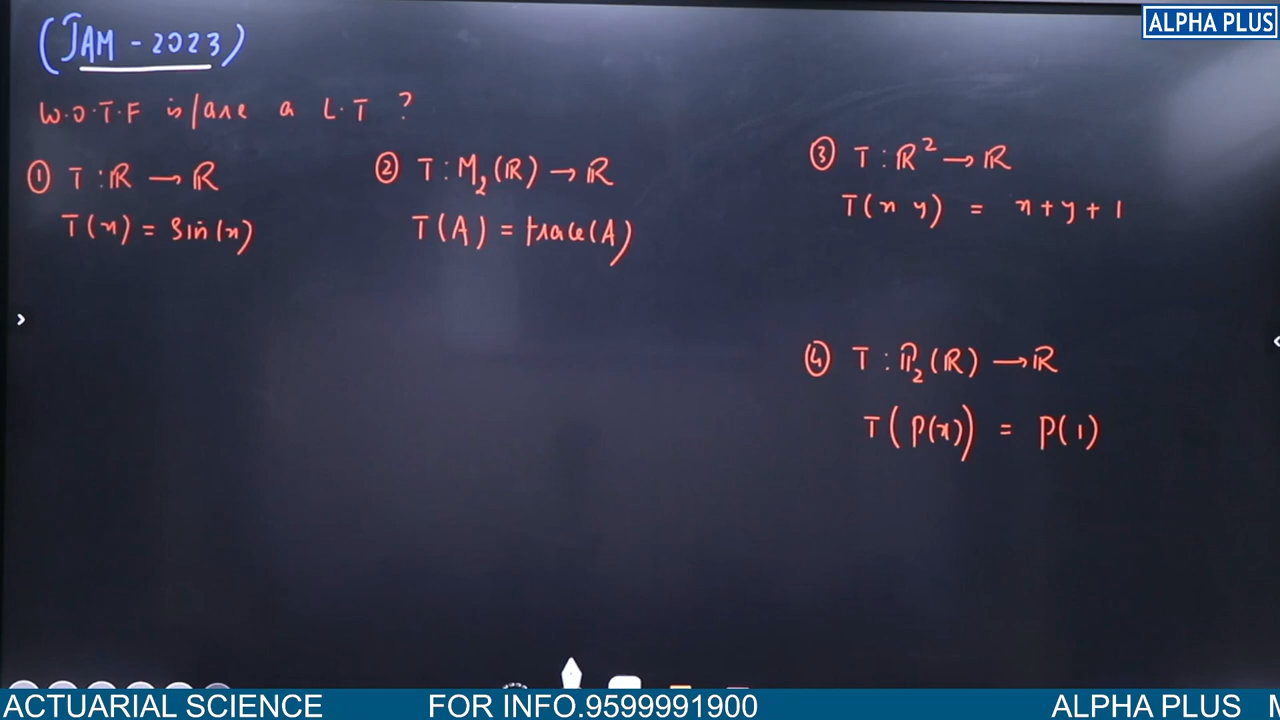 (JAM - 2023)
ALPHA PLUS
W.O.T.F is/are a L.T ?
① T : ℝ → ℝ
T(x) = Sin(x)
② T : M₂(ℝ) → ℝ
T(A) = trace(A)
③ T : ℝ² → ℝ
T(x y) = x + y + 1
④ T : P₂(ℝ) → ℝ
T(P(x)) = P(1)
ACTUARIAL SCIENCE FOR INFO.9599991900 ALPHA PLUS M